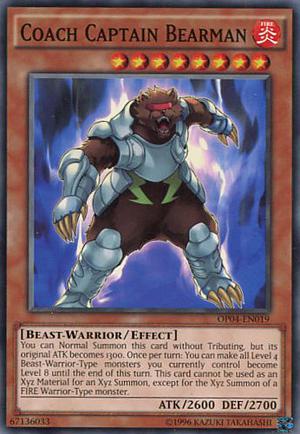 COACH CAPTAIN BEARMAN
FIRE
炎
OP04-EN019
[BEAST-WARRIOR/EFFECT]
You can Normal Summon this card without Tributing, but its
original ATK becomes 1300. Once per turn: You can make all Level 4
Beast-Warrior-Type monsters you currently control become
Level 8 until the end of this turn. This card cannot be used as an
Xyz Material for an Xyz Summon, except for the Xyz Summon of a
FIRE Warrior-Type monster.
ATK/2600 DEF/2700
67136033
©1996 KAZUKI TAKAHASHI